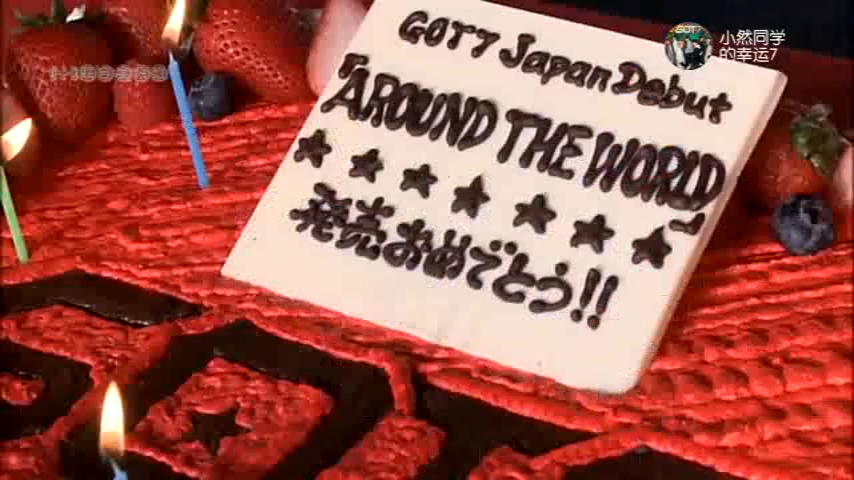 小然同学
的幸运7
GOT7 Japan Debut
『AROUND THE WORLD』
★★★★★★★
発売おめでとう!!